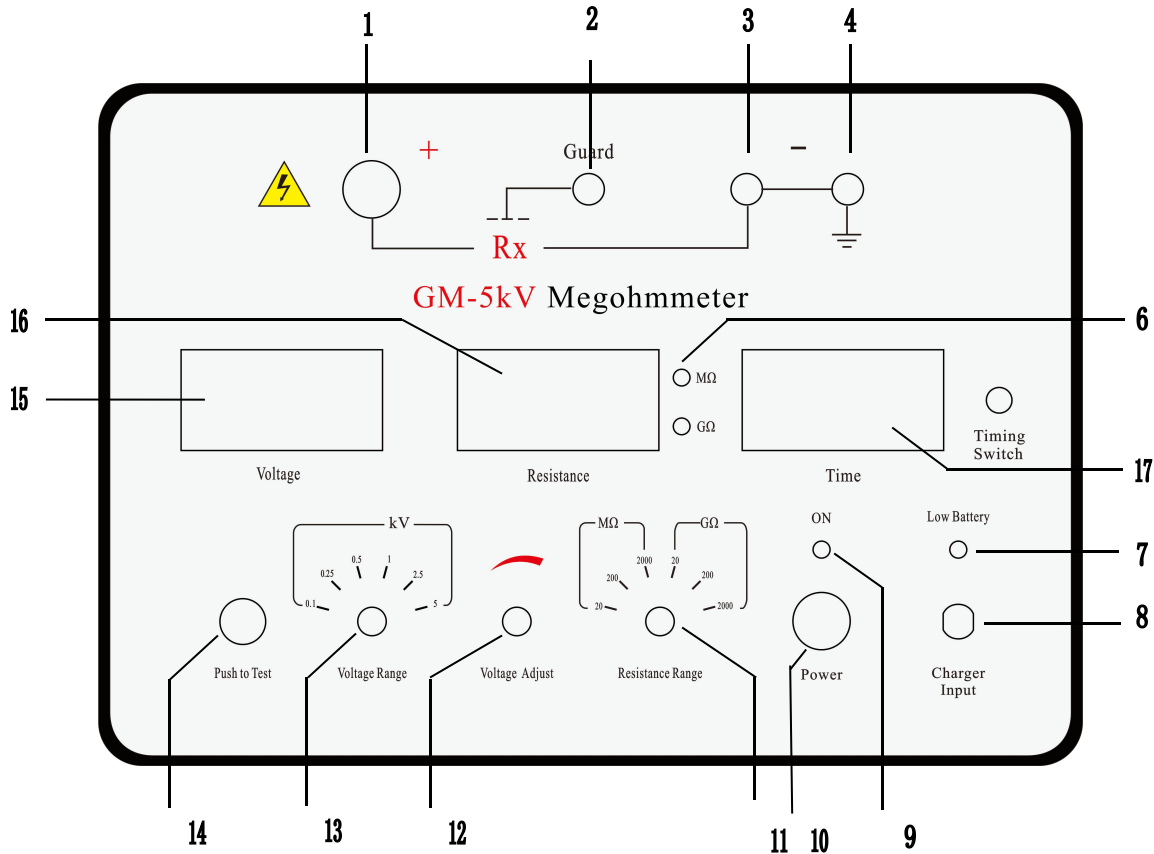 1
2
3
4
+
Guard
−
Rx
GM-5kV Megohmmeter
16
6
MΩ
15
GΩ
Timing
Switch
17
Voltage
Resistance
Time
kV
MΩ
GΩ
ON
Low Battery
0.1
0.25
0.5
1
2.5
5
20
200
2000
20
200
2000
7
8
Push to Test
Voltage Range
Voltage Adjust
Resistance Range
Power
Charger
Input
14
13
12
11
10
9